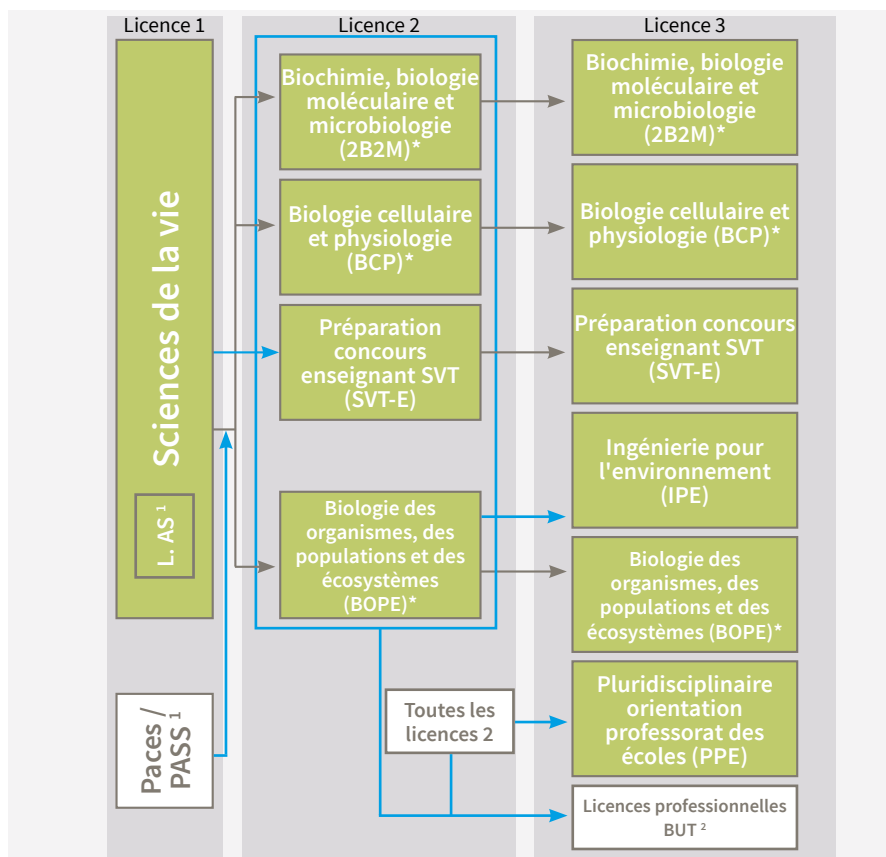 Licence 1
Licence 2
Licence 3
Sciences de la vie
L. AS ¹
Paces /
PASS ¹
Biochimie, biologie
moléculaire et
microbiologie
(2B2M)*
Biologie cellulaire
et physiologie
(BCP)*
Préparation
concours
enseignant SVT
(SVT-E)
Biologie des
organismes, des
populations et des
écosystèmes
(BOPE)*
Toutes les
licences 2
Biochimie, biologie
moléculaire et
microbiologie
(2B2M)*
Biologie cellulaire et
physiologie (BCP)*
Préparation concours
enseignant SVT
(SVT-E)
Ingénierie pour
l'environnement
(IPE)
Biologie des
organismes, des
populations et des
écosystèmes (BOPE)*
Pluridisciplinaire
orientation
professorat des
écoles (PPE)
Licences professionnelles
BUT ²